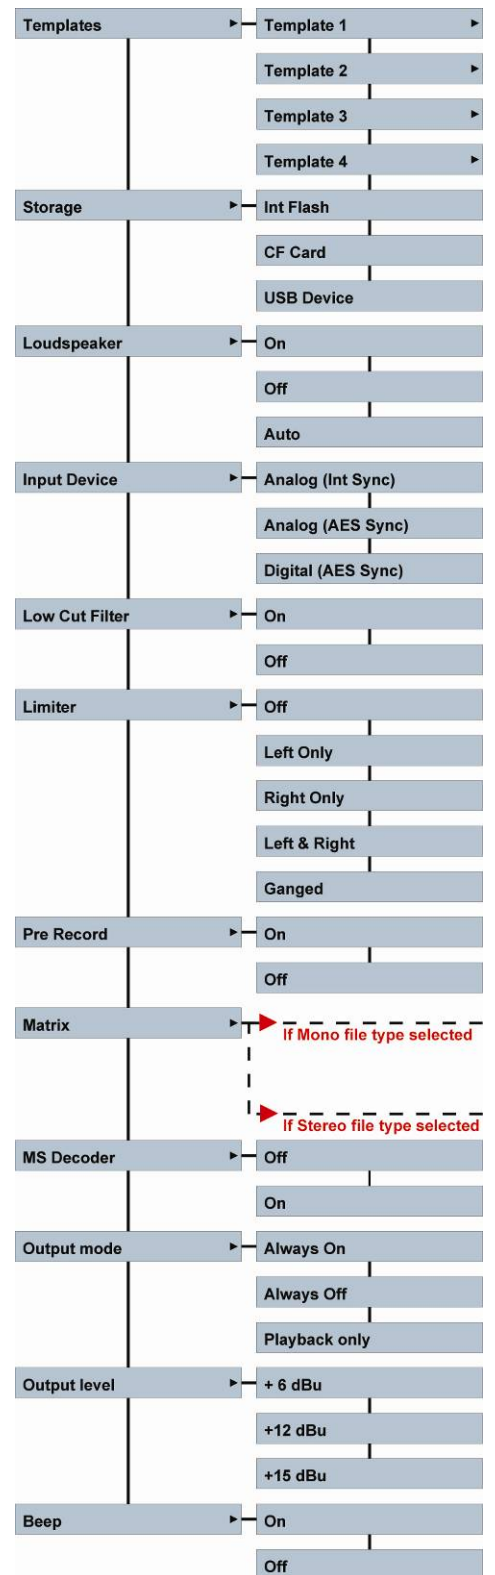 Templates
Template 1
Template 2
Template 3
Template 4
Storage
Int Flash
CF Card
USB Device
Loudspeaker
On
Off
Auto
Input Device
Analog (Int Sync)
Analog (AES Sync)
Digital (AES Sync)
Low Cut Filter
On
Off
Limiter
Off
Left Only
Right Only
Left & Right
Ganged
Pre Record
On
Off
Matrix
If Mono file type selected
If Stereo file type selected
MS Decoder
Off
On
Output mode
Always On
Always Off
Playback only
Output level
+ 6 dBu
+12 dBu
+15 dBu
Beep
On
Off